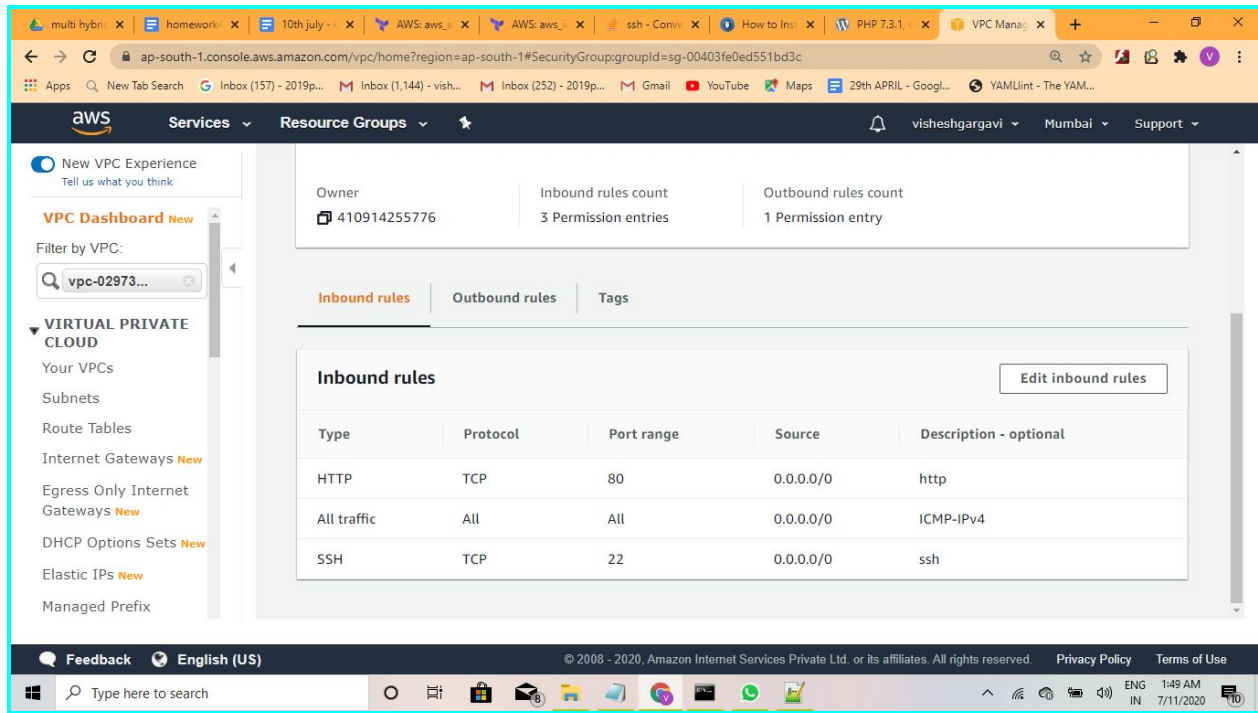 multi hybri
homework-
10th july -
AWS: aws_s
AWS: aws_i
ssh - Conve
How to Inst
PHP 7.3.1, v
VPC Manag
ap-south-1.console.aws.amazon.com/vpc/home?region=ap-south-1#SecurityGroup:groupId=sg-00403fe0ed551bd3c
V
Apps
New Tab Search
Inbox (157) - 2019p...
Inbox (1,144) - vish...
Inbox (252) - 2019p...
Gmail
YouTube
Maps
29th APRIL - Googl...
YAMLlint - The YAM...
aws
Services
Resource Groups
visheshgargavi
Mumbai
Support
New VPC Experience
Tell us what you think
VPC Dashboard New
Filter by VPC:
vpc-02973...
VIRTUAL PRIVATE
CLOUD
Your VPCs
Subnets
Route Tables
Internet Gateways New
Egress Only Internet
Gateways New
DHCP Options Sets New
Elastic IPs New
Managed Prefix
Owner
410914255776
Inbound rules count
3 Permission entries
Outbound rules count
1 Permission entry
Inbound rules
Outbound rules
Tags
Inbound rules
Edit inbound rules
Type Protocol Port range Source Description - optional
HTTP TCP 80 0.0.0.0/0 http
All traffic All All 0.0.0.0/0 ICMP-IPv4
SSH TCP 22 0.0.0.0/0 ssh
Feedback
English (US)
© 2008 - 2020, Amazon Internet Services Private Ltd. or its affiliates. All rights reserved.
Privacy Policy
Terms of Use
Type here to search
ENG
IN
1:49 AM
7/11/2020